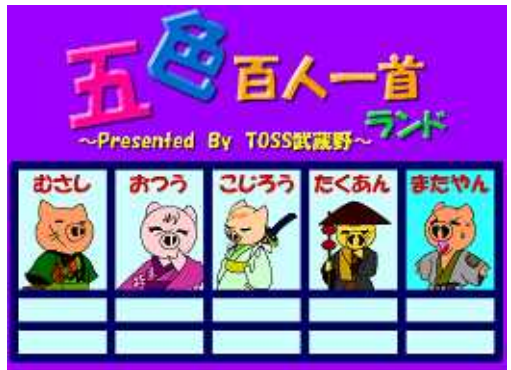 五色百人一首
ランド
～Presented By TOSS武蔵野～
むさし おつう こじろう たくあん またやん